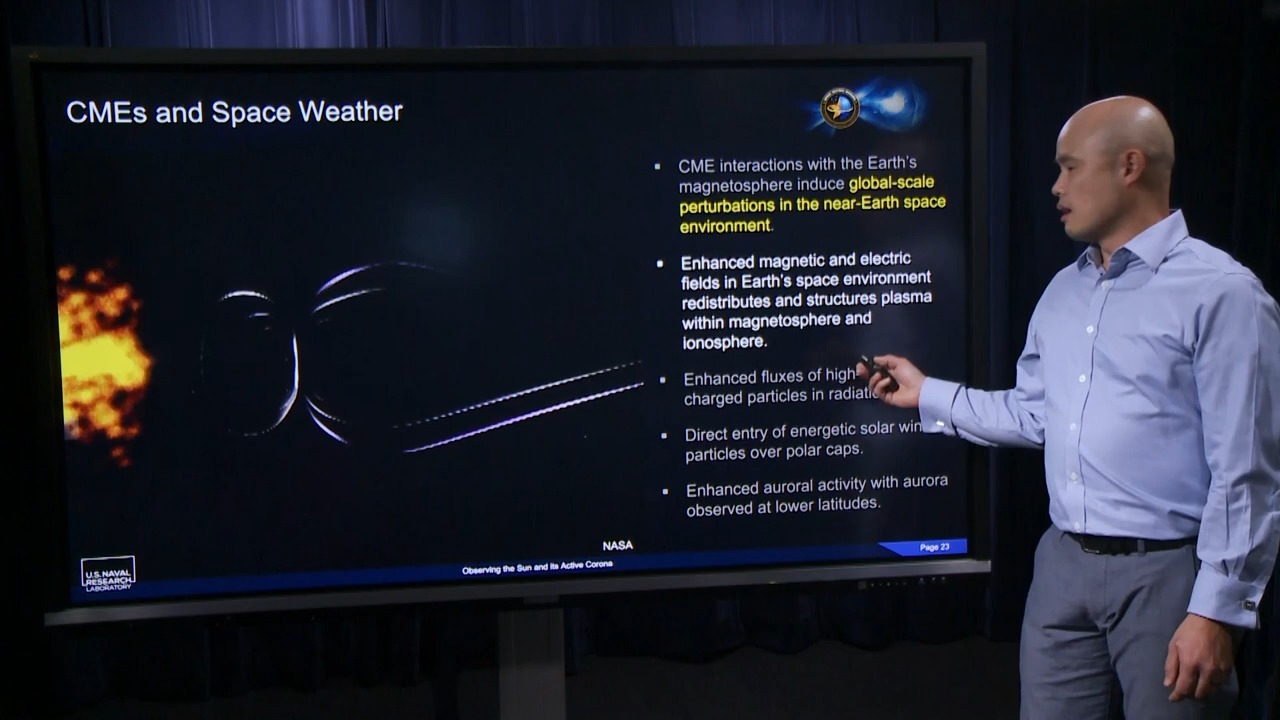 CMEs and Space Weather
CME interactions with the Earth's
magnetosphere induce global-scale
perturbations in the near-Earth space
environment.
Enhanced magnetic and electric
fields in Earth's space environment
redistributes and structures plasma
within magnetosphere and
ionosphere.
Enhanced fluxes of high-
charged particles in radiati
Direct entry of energetic solar win
particles over polar caps.
Enhanced auroral activity with aurora
observed at lower latitudes.
NASA
Page 23
Observing the Sun and Its Active Corona
U.S. NAVAL
RESEARCH
LABORATORY